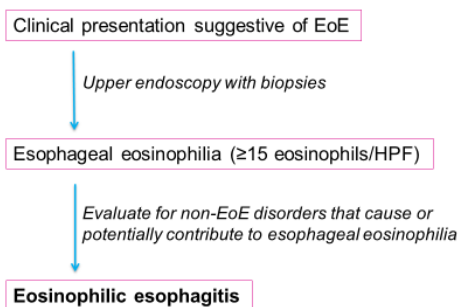 Clinical presentation suggestive of EoE
Upper endoscopy with biopsies
Esophageal eosinophilia (≥15 eosinophils/HPF)
Evaluate for non-EoE disorders that cause or
potentially contribute to esophageal eosinophilia
Eosinophilic esophagitis